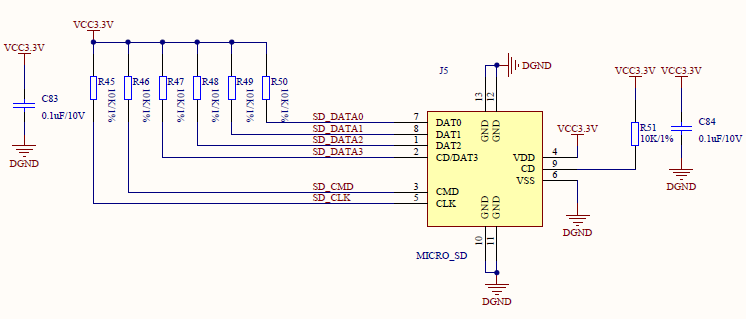 VCC3.3V
VCC3.3V
C83
0.1uF/10V
DGND
R45
10K/1%
R46
10K/1%
R47
10K/1%
R48
10K/1%
R49
10K/1%
R50
10K/1%
SD_DATA0
SD_DATA1
SD_DATA2
SD_DATA3
SD_CMD
SD_CLK
7
8
1
2
3
5
J5
13
12
DGND
GND
GND
DAT0
DAT1
DAT2
CD/DAT3
CMD
CLK
VDD
CD
VSS
GND
GND
4
9
6
10
11
MICRO_SD
DGND
VCC3.3V
DGND
VCC3.3V
R51
10K/1%
VCC3.3V
C84
0.1uF/10V
DGND